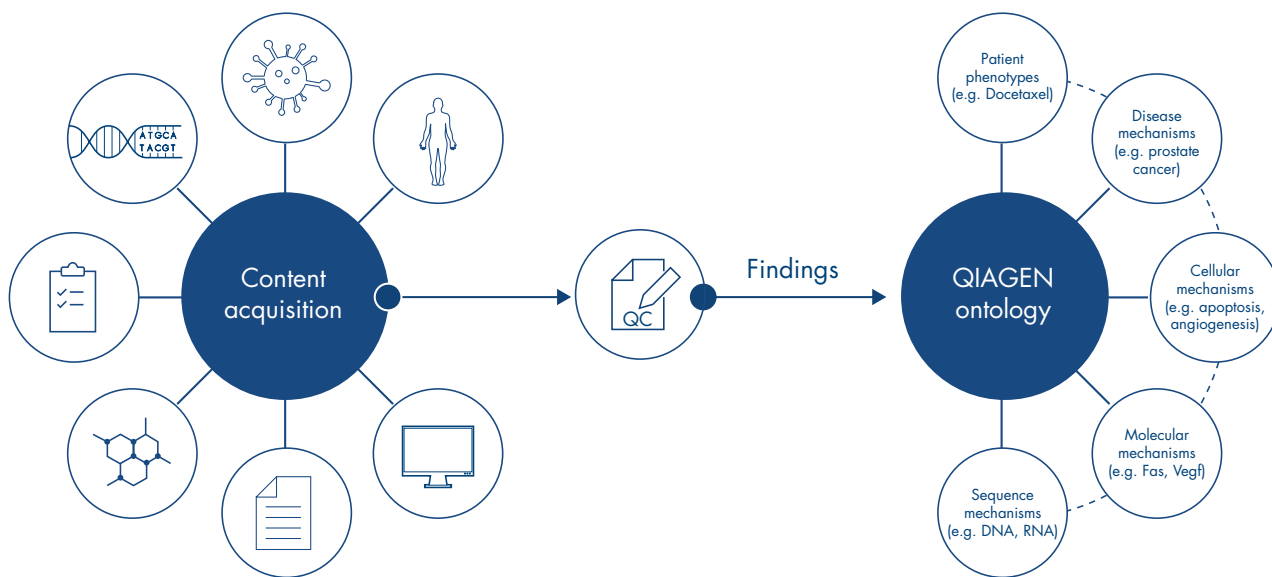 ATGCA
TACGT
Content
acquisition
QC
Findings
QIAGEN
ontology
Patient
phenotypes
(e.g. Docetaxel)
Disease
mechanisms
(e.g. prostate
cancer)
Cellular
mechanisms
(e.g. apoptosis,
angiogenesis)
Molecular
mechanisms
(e.g. Fas, Vegf)
Sequence
mechanisms
(e.g. DNA, RNA)